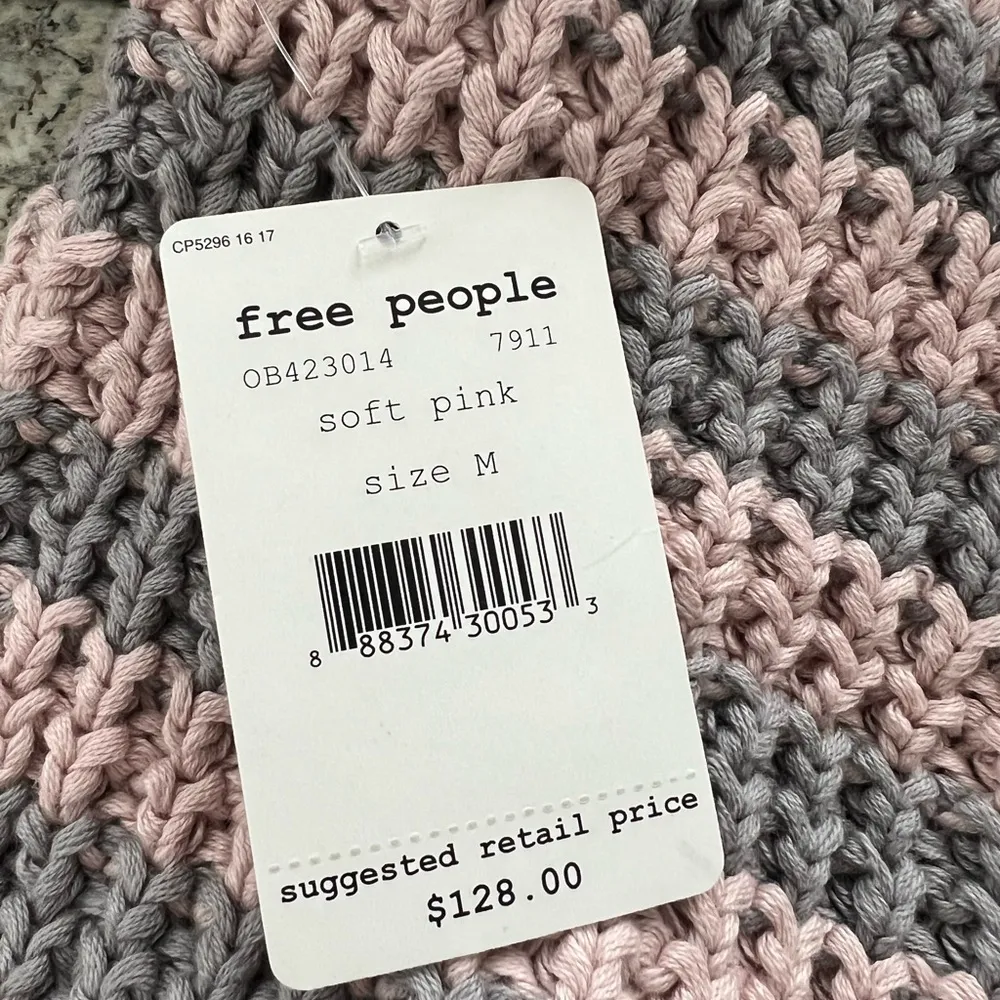 CP5296 16 17
free people
OB423014 7911
soft pink
size M
8 88374 30053 3
suggested retail price
$128.00